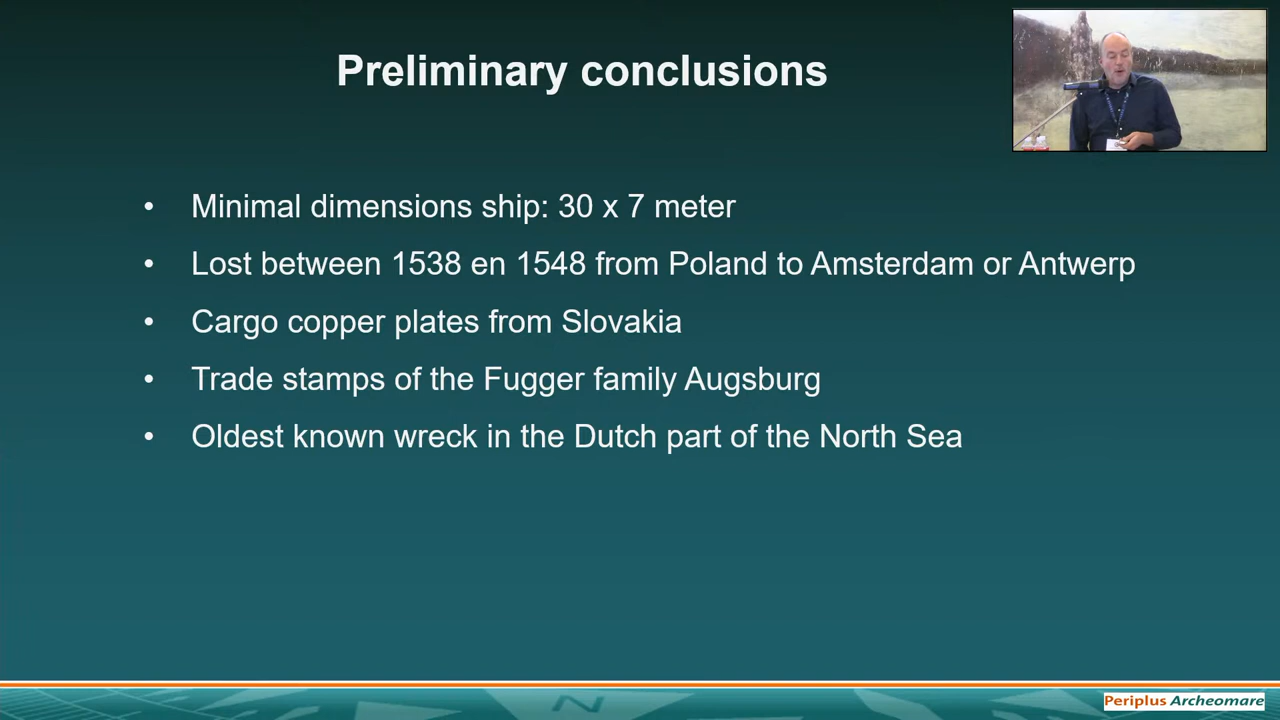 Preliminary conclusions
• Minimal dimensions ship: 30 x 7 meter
• Lost between 1538 en 1548 from Poland to Amsterdam or Antwerp
• Cargo copper plates from Slovakia
• Trade stamps of the Fugger family Augsburg
• Oldest known wreck in the Dutch part of the North Sea
N
Periplus Archeomare